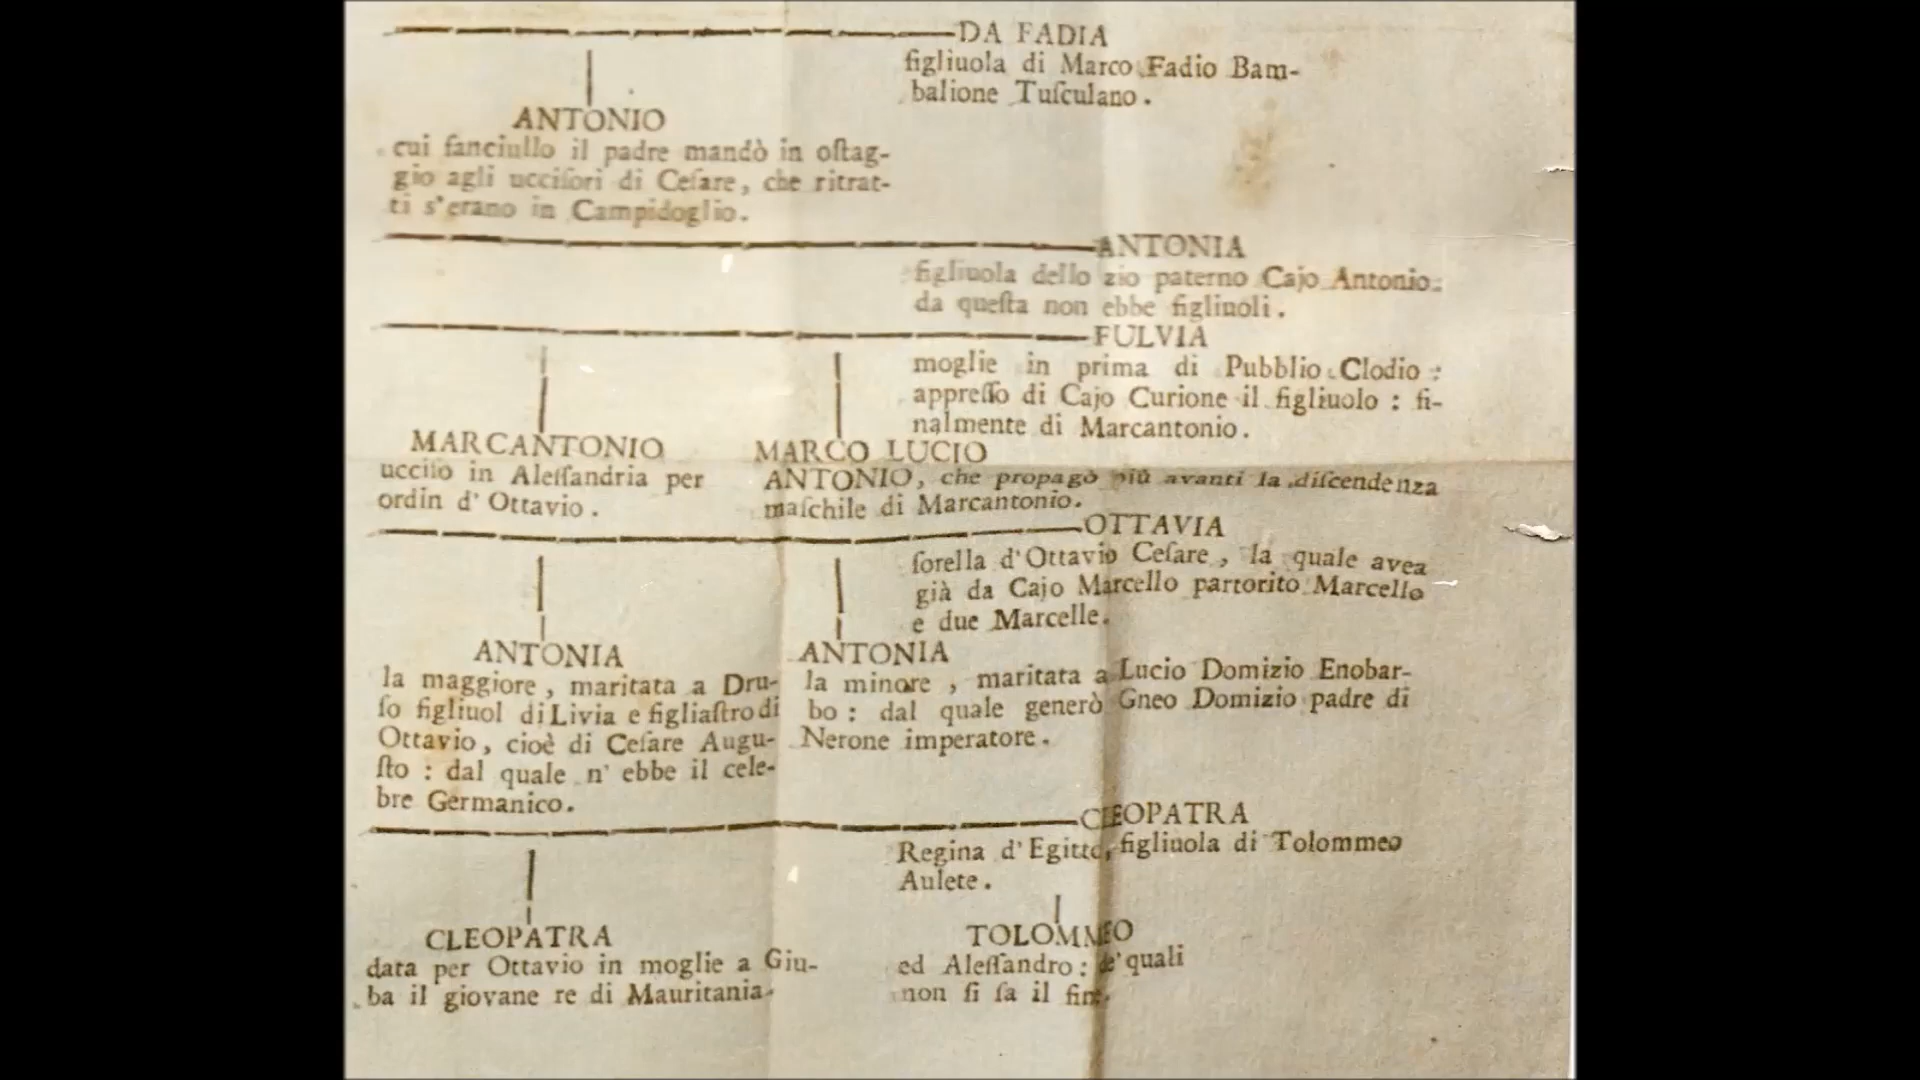 DA FADIA
figliuola di Marco Fadio Bam-
balione Tuſculano.
ANTONIO
cui fanciullo il padre mandò in oſtag-
gio agli ucciſori di Ceſare, che ritrat-
ti s'erano in Campidoglio.
ANTONIA
figliuola dello zio paterno Cajo Antonio:
da queſta non ebbe figliuoli.
FULVIA
moglie in prima di Pubblio Clodio:
appreſſo di Cajo Curione il figliuolo: fi-
nalmente di Marcantonio.
MARCANTONIO
ucciſo in Aleſſandria per
ordin d'Ottavio.
MARCO LUCIO
ANTONIO, che propagò più avanti la diſcendenza
maſchile di Marcantonio.
OTTAVIA
ſorella d'Ottavio Ceſare, la quale avea
già da Cajo Marcello partorito Marcello
e due Marcelle.
ANTONIA
la maggiore, maritata a Dru-
ſo figliuol di Livia e figliaſtro di
Ottavio, cioè di Ceſare Augu-
ſto: dal quale n'ebbe il cele-
bre Germanico.
ANTONIA
la minore, maritata a Lucio Domizio Enobar-
bo: dal quale generò Gneo Domizio padre di
Nerone imperatore.
CLEOPATRA
Regina d'Egitto, figliuola di Tolommeo
Aulete.
CLEOPATRA
data per Ottavio in moglie a Giu-
ba il giovane re di Mauritania.
TOLOMMEO
ed Aleſſandro: de' quali
non ſi ſa il fine.